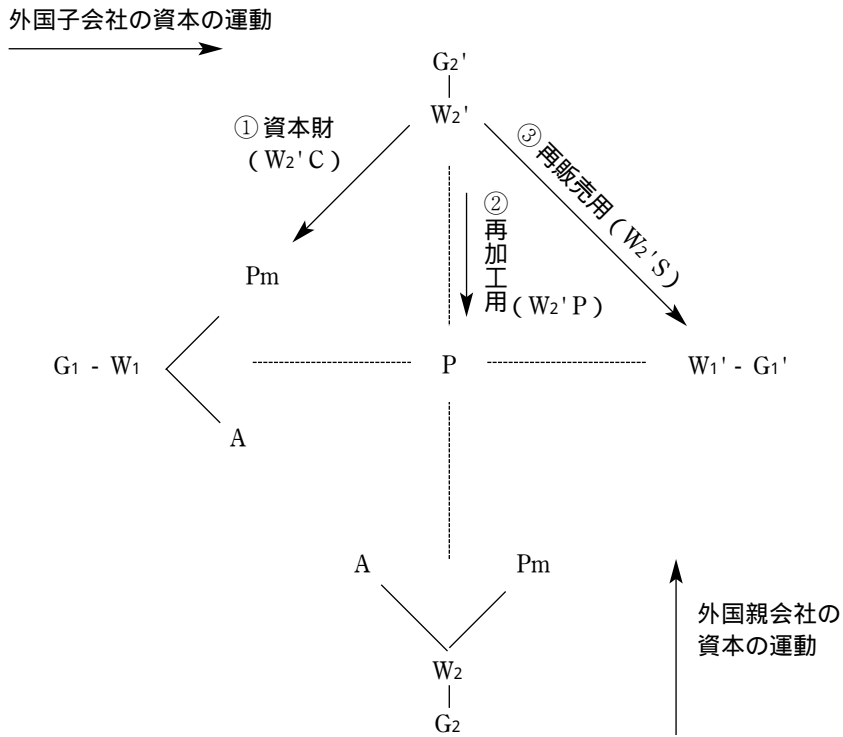 外国子会社の資本の運動
G2'
W2'
① 資本財
( W2' C )
② 再加工用 ( W2' P )
③ 再販売用 ( W2' S )
Pm
G1 - W1
P
W1' - G1'
A
A
Pm
外国親会社の
資本の運動
W2
G2